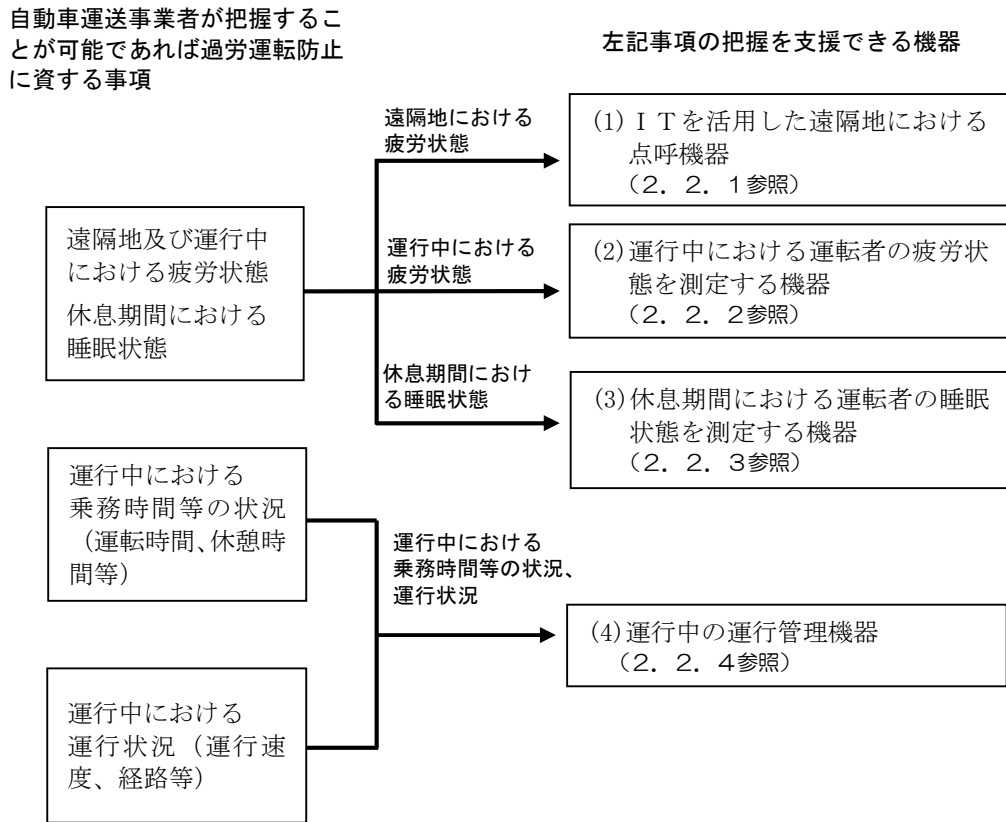 自動車運送事業者が把握するこ
とが可能であれば過労運転防止
に資する事項
左記事項の把握を支援できる機器
遠隔地における
疲労状態
(1)ＩＴを活用した遠隔地における
点呼機器
（２．２．１参照）
遠隔地及び運行中
における疲労状態
休息期間における
睡眠状態
運行中における
疲労状態
(2)運行中における運転者の疲労状
態を測定する機器
（２．２．２参照）
休息期間におけ
る睡眠状態
(3)休息期間における運転者の睡眠
状態を測定する機器
（２．２．３参照）
運行中における
乗務時間等の状況
（運転時間、休憩時
間等）
運行中における
乗務時間等の状況、
運行状況
(4)運行中の運行管理機器
（２．２．４参照）
運行中における
運行状況（運行速
度、経路等）